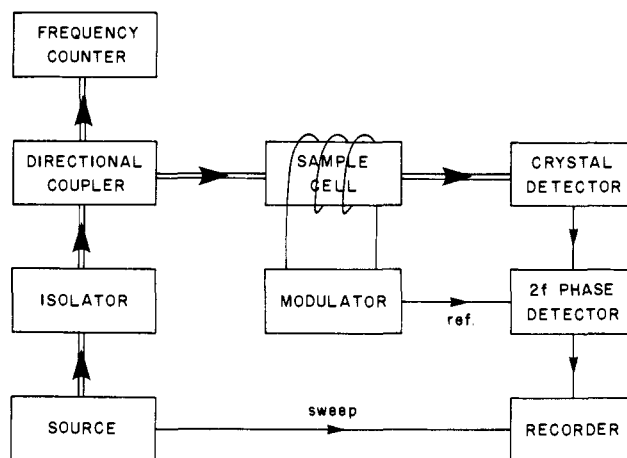 FREQUENCY
COUNTER
DIRECTIONAL
COUPLER
SAMPLE
CELL
CRYSTAL
DETECTOR
ISOLATOR
MODULATOR
ref.
2f PHASE
DETECTOR
SOURCE
sweep
RECORDER